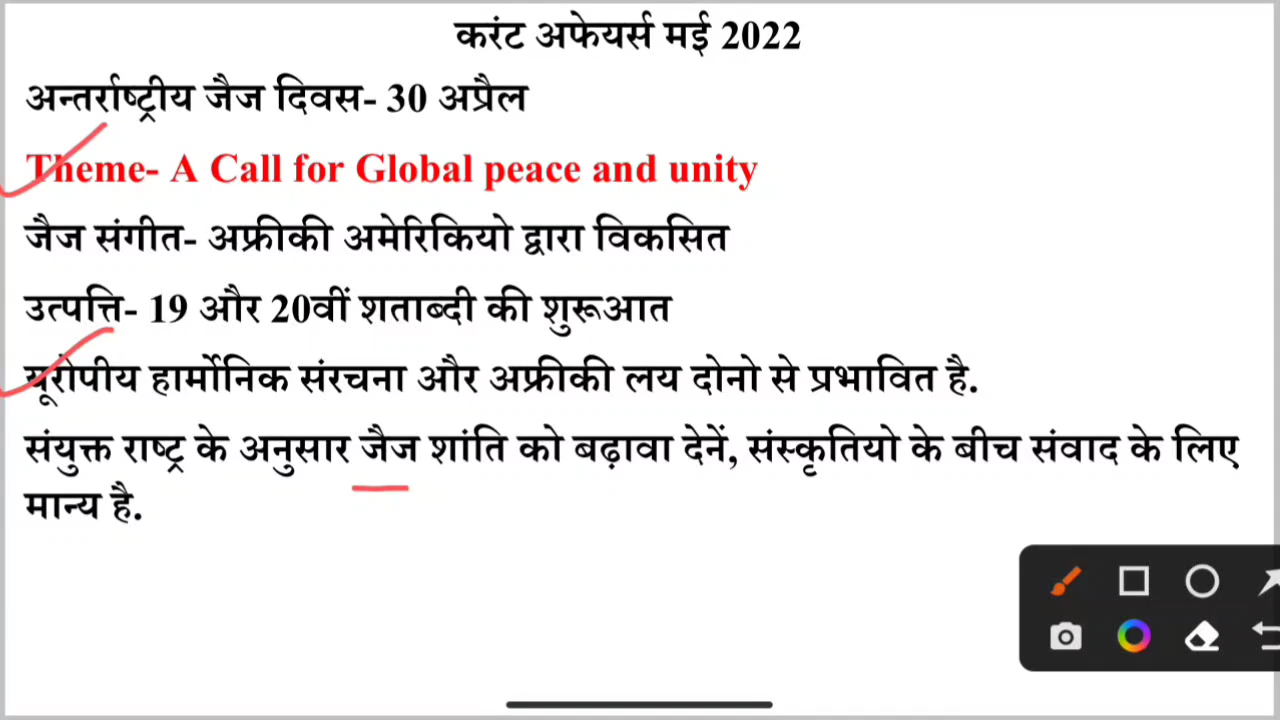 करंट अफेयर्स मई 2022
अन्तर्राष्ट्रीय जैज दिवस- 30 अप्रैल
Theme- A Call for Global peace and unity
जैज संगीत- अफ्रीकी अमेरिकियो द्वारा विकसित
उत्पत्ति- 19 और 20वीं शताब्दी की शुरूआत
यूरोपीय हार्मोनिक संरचना और अफ्रीकी लय दोनो से प्रभावित है.
संयुक्त राष्ट्र के अनुसार जैज शांति को बढ़ावा देनें, संस्कृतियो के बीच संवाद के लिए
मान्य है.